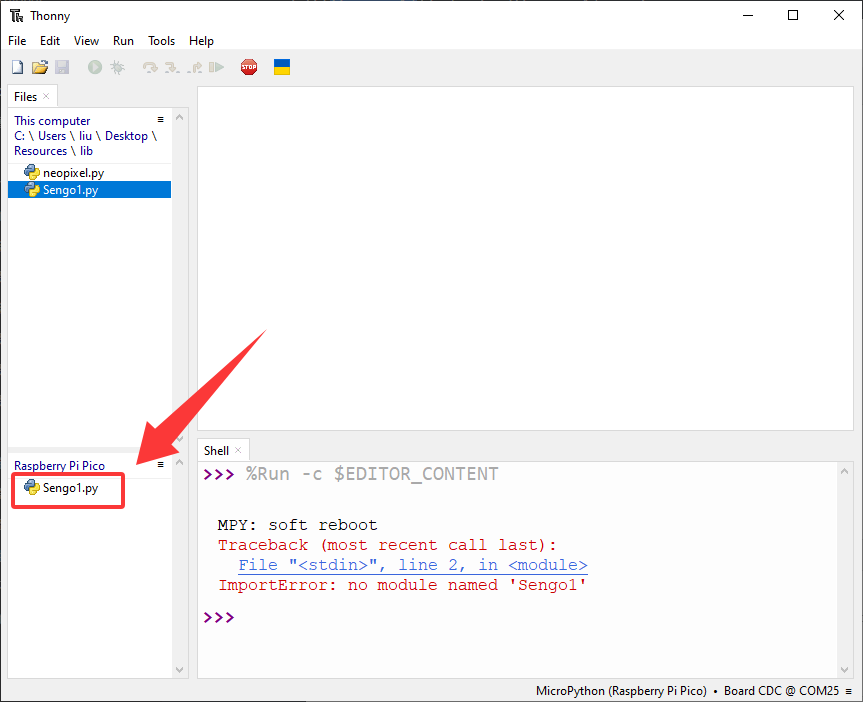 Thonny
File Edit View Run Tools Help
STOP
Files
This computer
C: \ Users \ liu \ Desktop \
Resources \ lib
neopixel.py
Sengo1.py
Raspberry Pi Pico
Sengo1.py
Shell
>>> %Run -c $EDITOR_CONTENT
MPY: soft reboot
Traceback (most recent call last):
File "<stdin>", line 2, in <module>
ImportError: no module named 'Sengo1'
>>>
MicroPython (Raspberry Pi Pico) • Board CDC @ COM25 ≡